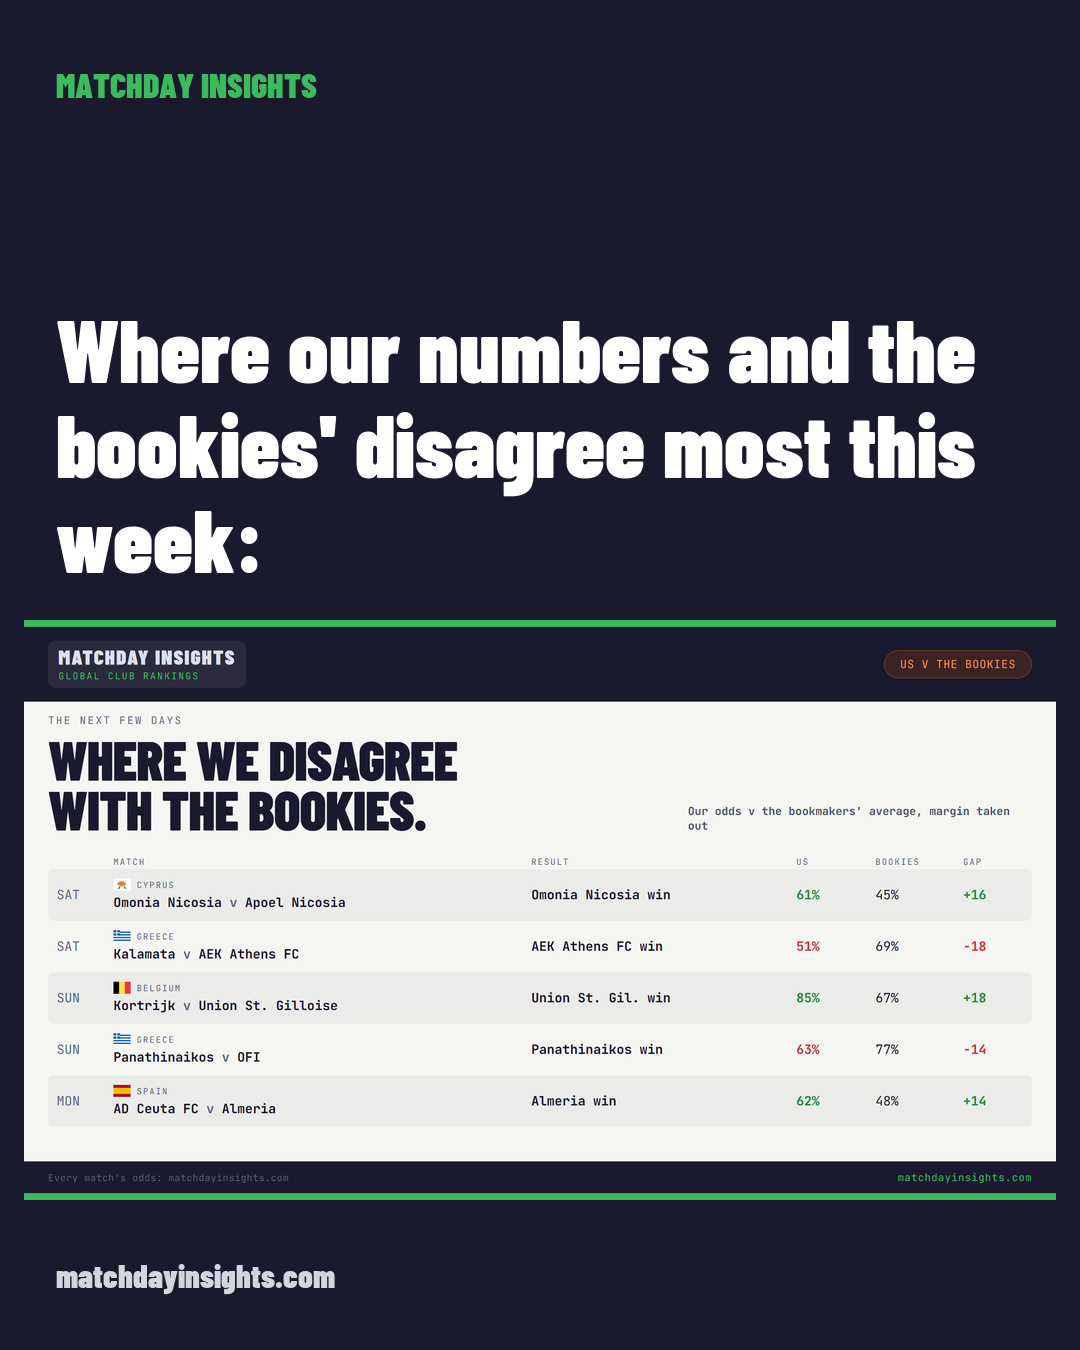 MATCHDAY INSIGHTS
Where our numbers and the
bookies' disagree most this
week:
MATCHDAY INSIGHTS
GLOBAL CLUB RANKINGS
US V THE BOOKIES
THE NEXT FEW DAYS
WHERE WE DISAGREE
WITH THE BOOKIES.
Our odds v the bookmakers' average, margin taken
out
MATCH RESULT US BOOKIES GAP
CYPRUS
SAT Omonia Nicosia v Apoel Nicosia Omonia Nicosia win 61% 45% +16
GREECE
SAT Kalamata v AEK Athens FC AEK Athens FC win 51% 69% -18
BELGIUM
SUN Kortrijk v Union St. Gilloise Union St. Gil. win 85% 67% +18
GREECE
SUN Panathinaikos v OFI Panathinaikos win 63% 77% -14
SPAIN
MON AD Ceuta FC v Almeria Almeria win 62% 48% +14
Every match's odds: matchdayinsights.com
matchdayinsights.com
matchdayinsights.com